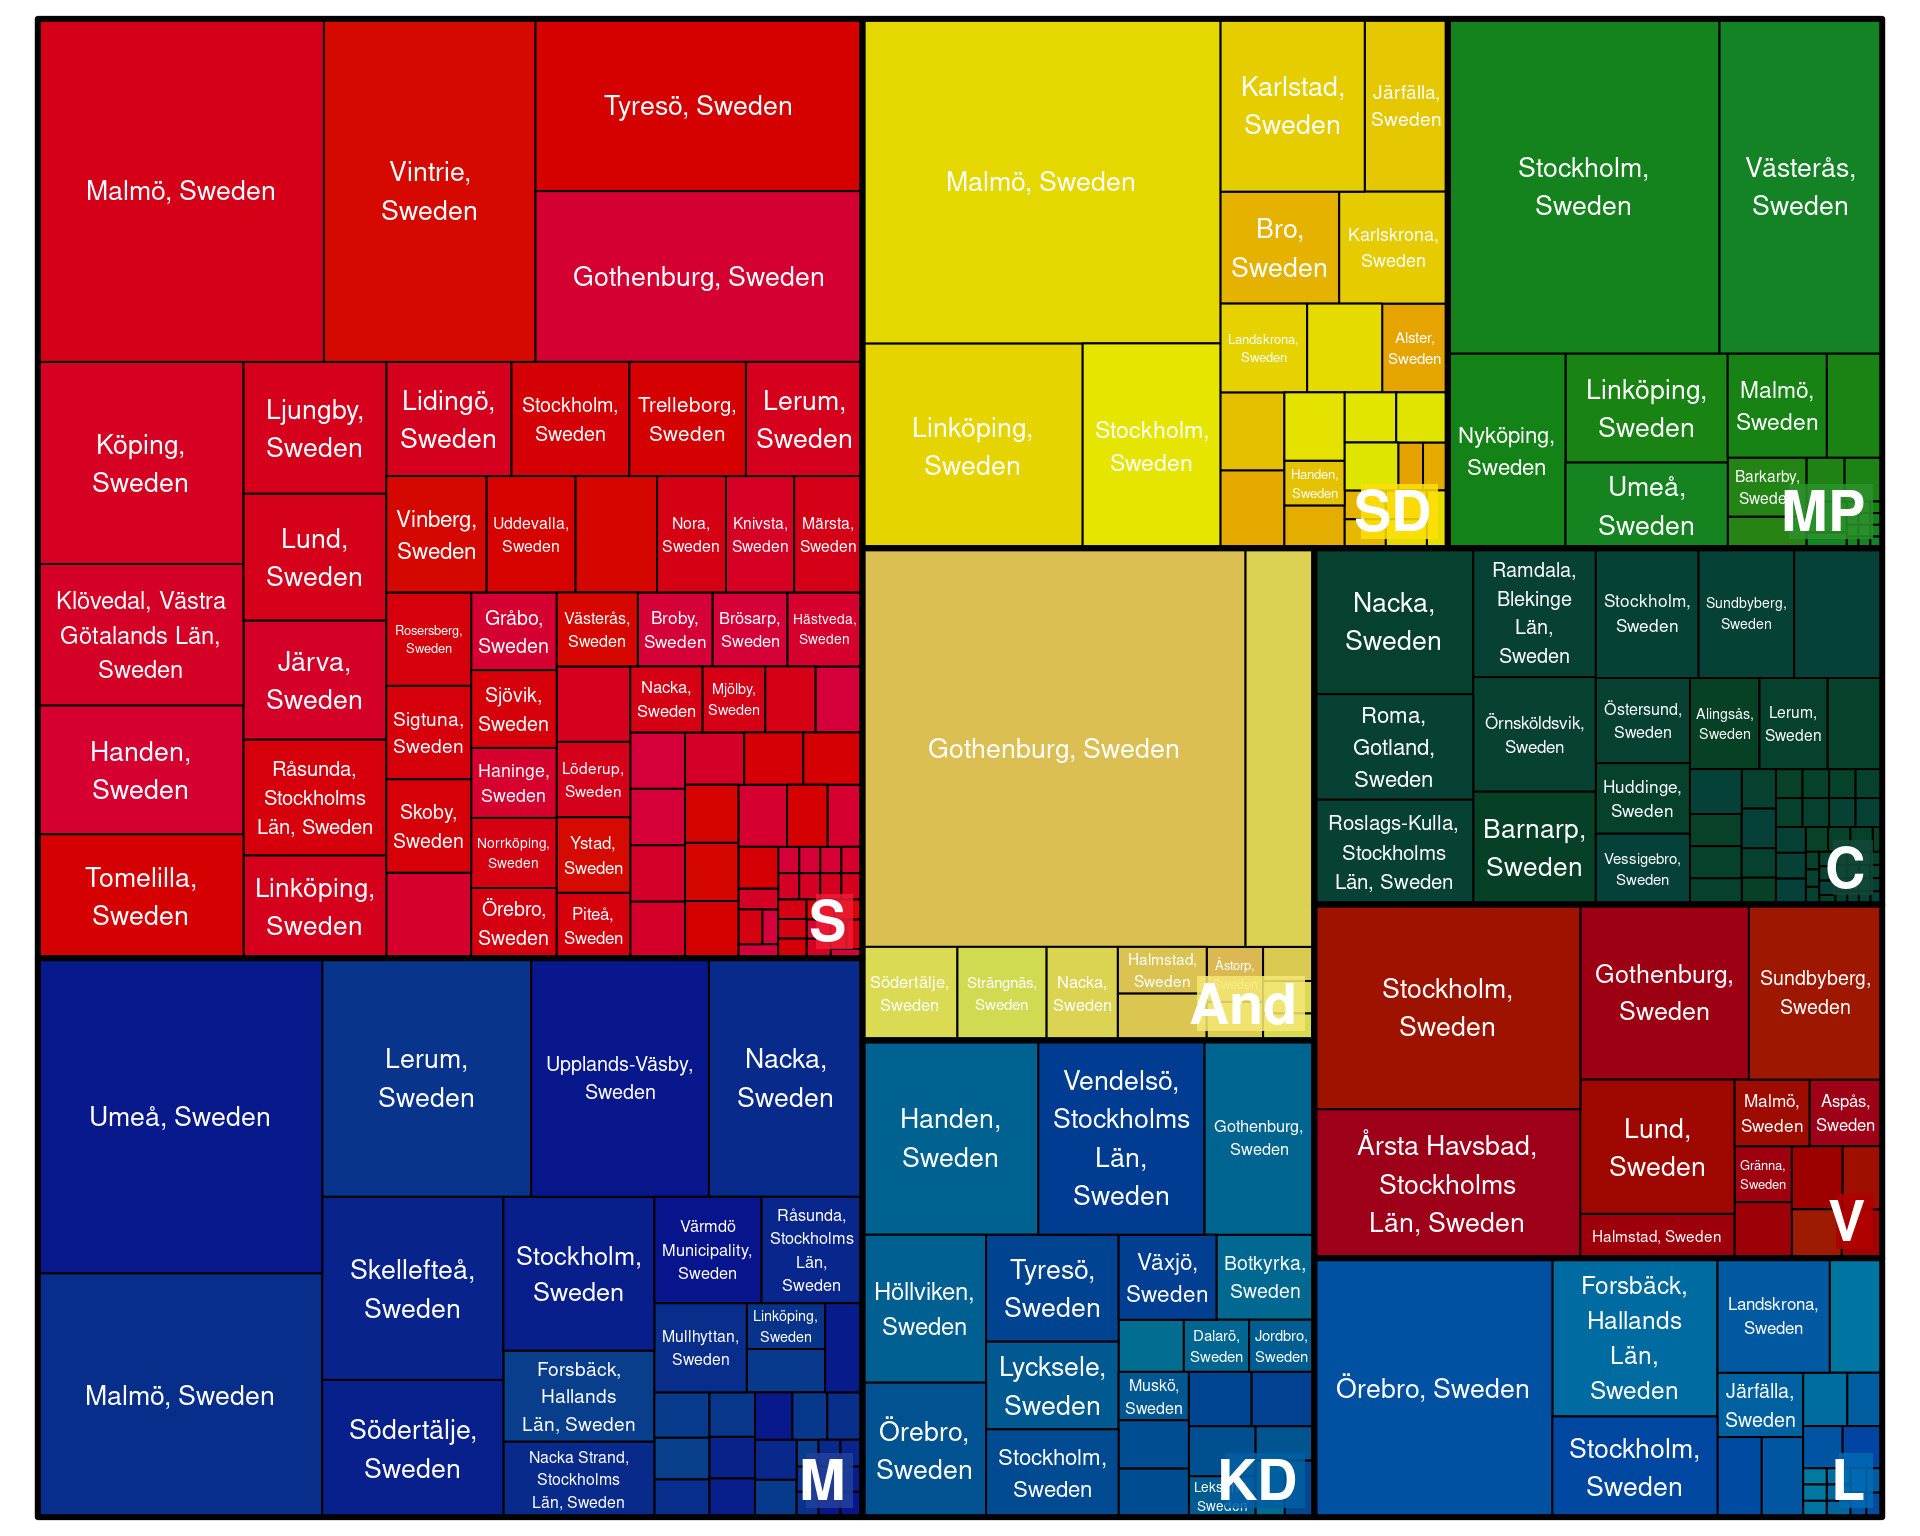 Malmö, Sweden
Vintrie,
Sweden
Tyresö, Sweden
Gothenburg, Sweden
Köping,
Sweden
Klövedal, Västra
Götalands Län,
Sweden
Handen,
Sweden
Tomelilla,
Sweden
Ljungby,
Sweden
Lund,
Sweden
Järva,
Sweden
Råsunda,
Stockholms
Län, Sweden
Linköping,
Sweden
Lidingö,
Sweden
Stockholm,
Sweden
Trelleborg,
Sweden
Lerum,
Sweden
Vinberg,
Sweden
Uddevalla,
Sweden
Nora,
Sweden
Knivsta,
Sweden
Märsta,
Sweden
Rosersberg,
Sweden
Sigtuna,
Sweden
Skoby,
Sweden
Gråbo,
Sweden
Sjövik,
Sweden
Haninge,
Sweden
Norrköping,
Sweden
Örebro,
Sweden
Västerås,
Sweden
Löderup,
Sweden
Ystad,
Sweden
Piteå,
Sweden
Broby,
Sweden
Brösarp,
Sweden
Hästveda,
Sweden
Nacka,
Sweden
Mjölby,
Sweden
S
Umeå, Sweden
Malmö, Sweden
Lerum,
Sweden
Upplands-Väsby,
Sweden
Nacka,
Sweden
Skellefteå,
Sweden
Södertälje,
Sweden
Stockholm,
Sweden
Forsbäck,
Hallands
Län, Sweden
Nacka Strand,
Stockholms
Län, Sweden
Värmdö
Municipality,
Sweden
Råsunda,
Stockholms
Län,
Sweden
Mullhyttan,
Sweden
Linköping,
Sweden
M
Malmö, Sweden
Linköping,
Sweden
Stockholm,
Sweden
Karlstad,
Sweden
Järfälla,
Sweden
Bro,
Sweden
Karlskrona,
Sweden
Landskrona,
Sweden
Alster,
Sweden
Handen,
Sweden
SD
Stockholm,
Sweden
Västerås,
Sweden
Nyköping,
Sweden
Linköping,
Sweden
Umeå,
Sweden
Malmö,
Sweden
Barkarby,
Sweden
MP
Gothenburg, Sweden
Södertälje,
Sweden
Strängnäs,
Sweden
Nacka,
Sweden
Halmstad,
Sweden
Åstorp,
And
Nacka,
Sweden
Roma,
Gotland,
Sweden
Roslags-Kulla,
Stockholms
Län, Sweden
Ramdala,
Blekinge
Län,
Sweden
Örnsköldsvik,
Sweden
Barnarp,
Sweden
Stockholm,
Sweden
Sundbyberg,
Sweden
Östersund,
Sweden
Huddinge,
Sweden
Vessigebro,
Sweden
Alingsås,
Sweden
Lerum,
Sweden
C
Handen,
Sweden
Vendelsö,
Stockholms
Län,
Sweden
Gothenburg,
Sweden
Höllviken,
Sweden
Örebro,
Sweden
Tyresö,
Sweden
Lycksele,
Sweden
Stockholm,
Sweden
Växjö,
Sweden
Botkyrka,
Sweden
Dalarö,
Sweden
Jordbro,
Sweden
Muskö,
Sweden
Sweden
KD
Stockholm,
Sweden
Årsta Havsbad,
Stockholms
Län, Sweden
Gothenburg,
Sweden
Sundbyberg,
Sweden
Lund,
Sweden
Halmstad, Sweden
Malmö,
Sweden
Aspås,
Sweden
Gränna,
Sweden
V
Örebro, Sweden
Forsbäck,
Hallands
Län,
Sweden
Stockholm,
Sweden
Landskrona,
Sweden
Järfälla,
Sweden
L